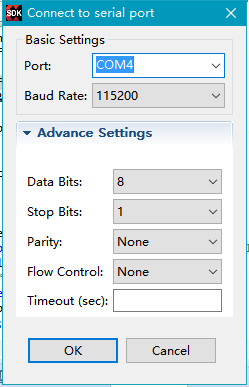 SDK Connect to serial port
Basic Settings
Port: COM4
Baud Rate: 115200
Advance Settings
Data Bits: 8
Stop Bits: 1
Parity: None
Flow Control: None
Timeout (sec):
OK Cancel